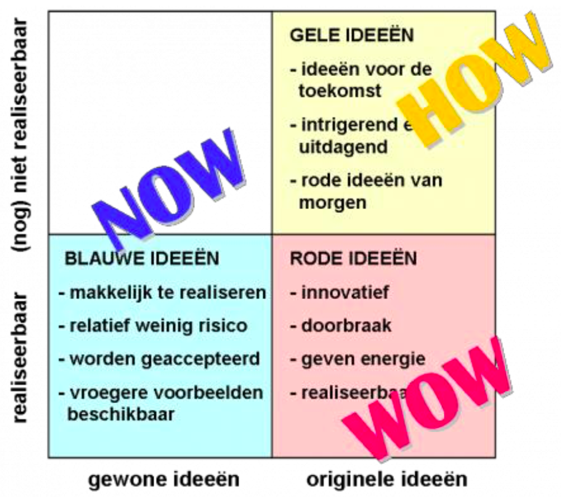 (nog) niet realiseerbaar
GELE IDEEËN
- ideeën voor de
toekomst
- intrigerend e
uitdagend
- rode ideeën van
morgen
HOW
NOW
realiseerbaar
BLAUWE IDEEËN
- makkelijk te realiseren
- relatief weinig risico
- worden geaccepteerd
- vroegere voorbeelden
beschikbaar
RODE IDEEËN
- innovatief
- doorbraak
- geven energie
- realiseerbaa
WOW
gewone ideeën
originele ideeën